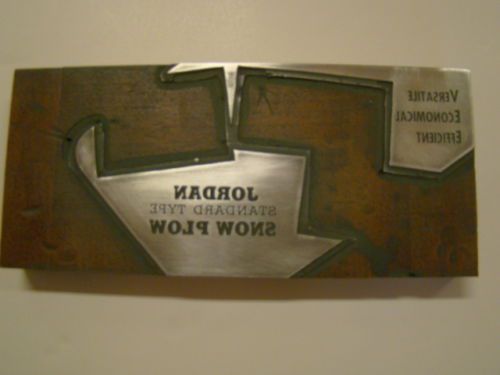 VERSATILE
ECONOMICAL
EFFICIENT
JORDAN
STANDARD TYPE
SNOW PLOW